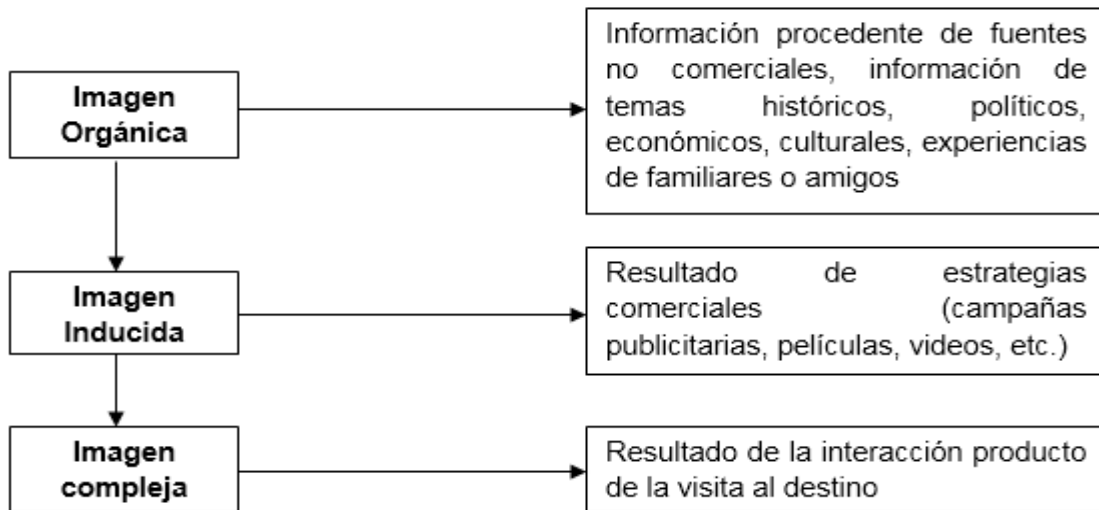 Imagen
Orgánica
Información procedente de fuentes
no comerciales, información de
temas históricos, políticos,
económicos, culturales, experiencias
de familiares o amigos
Imagen
Inducida
Resultado de estrategias
comerciales (campañas
publicitarias, películas, videos, etc.)
Imagen
compleja
Resultado de la interacción producto
de la visita al destino